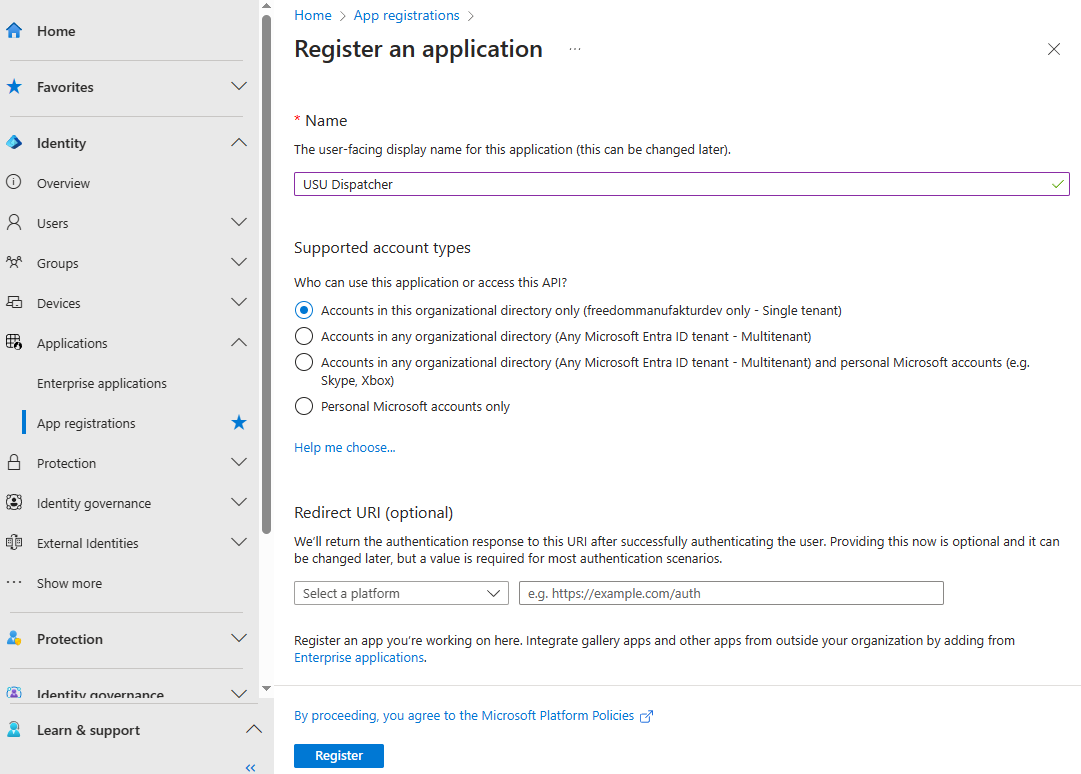 Home
Favorites
Identity
Overview
Users
Groups
Devices
Applications
Enterprise applications
App registrations
Protection
Identity governance
External Identities
Show more
Protection
Identity governance
Learn & support
Home > App registrations >
Register an application ...
* Name
The user-facing display name for this application (this can be changed later).
USU Dispatcher
Supported account types
Who can use this application or access this API?
Accounts in this organizational directory only (freedommanufakturdev only - Single tenant)
Accounts in any organizational directory (Any Microsoft Entra ID tenant - Multitenant)
Accounts in any organizational directory (Any Microsoft Entra ID tenant - Multitenant) and personal Microsoft accounts (e.g.
Skype, Xbox)
Personal Microsoft accounts only
Help me choose...
Redirect URI (optional)
We'll return the authentication response to this URI after successfully authenticating the user. Providing this now is optional and it can
be changed later, but a value is required for most authentication scenarios.
Select a platform
e.g. https://example.com/auth
Register an app you're working on here. Integrate gallery apps and other apps from outside your organization by adding from
Enterprise applications.
By proceeding, you agree to the Microsoft Platform Policies
Register